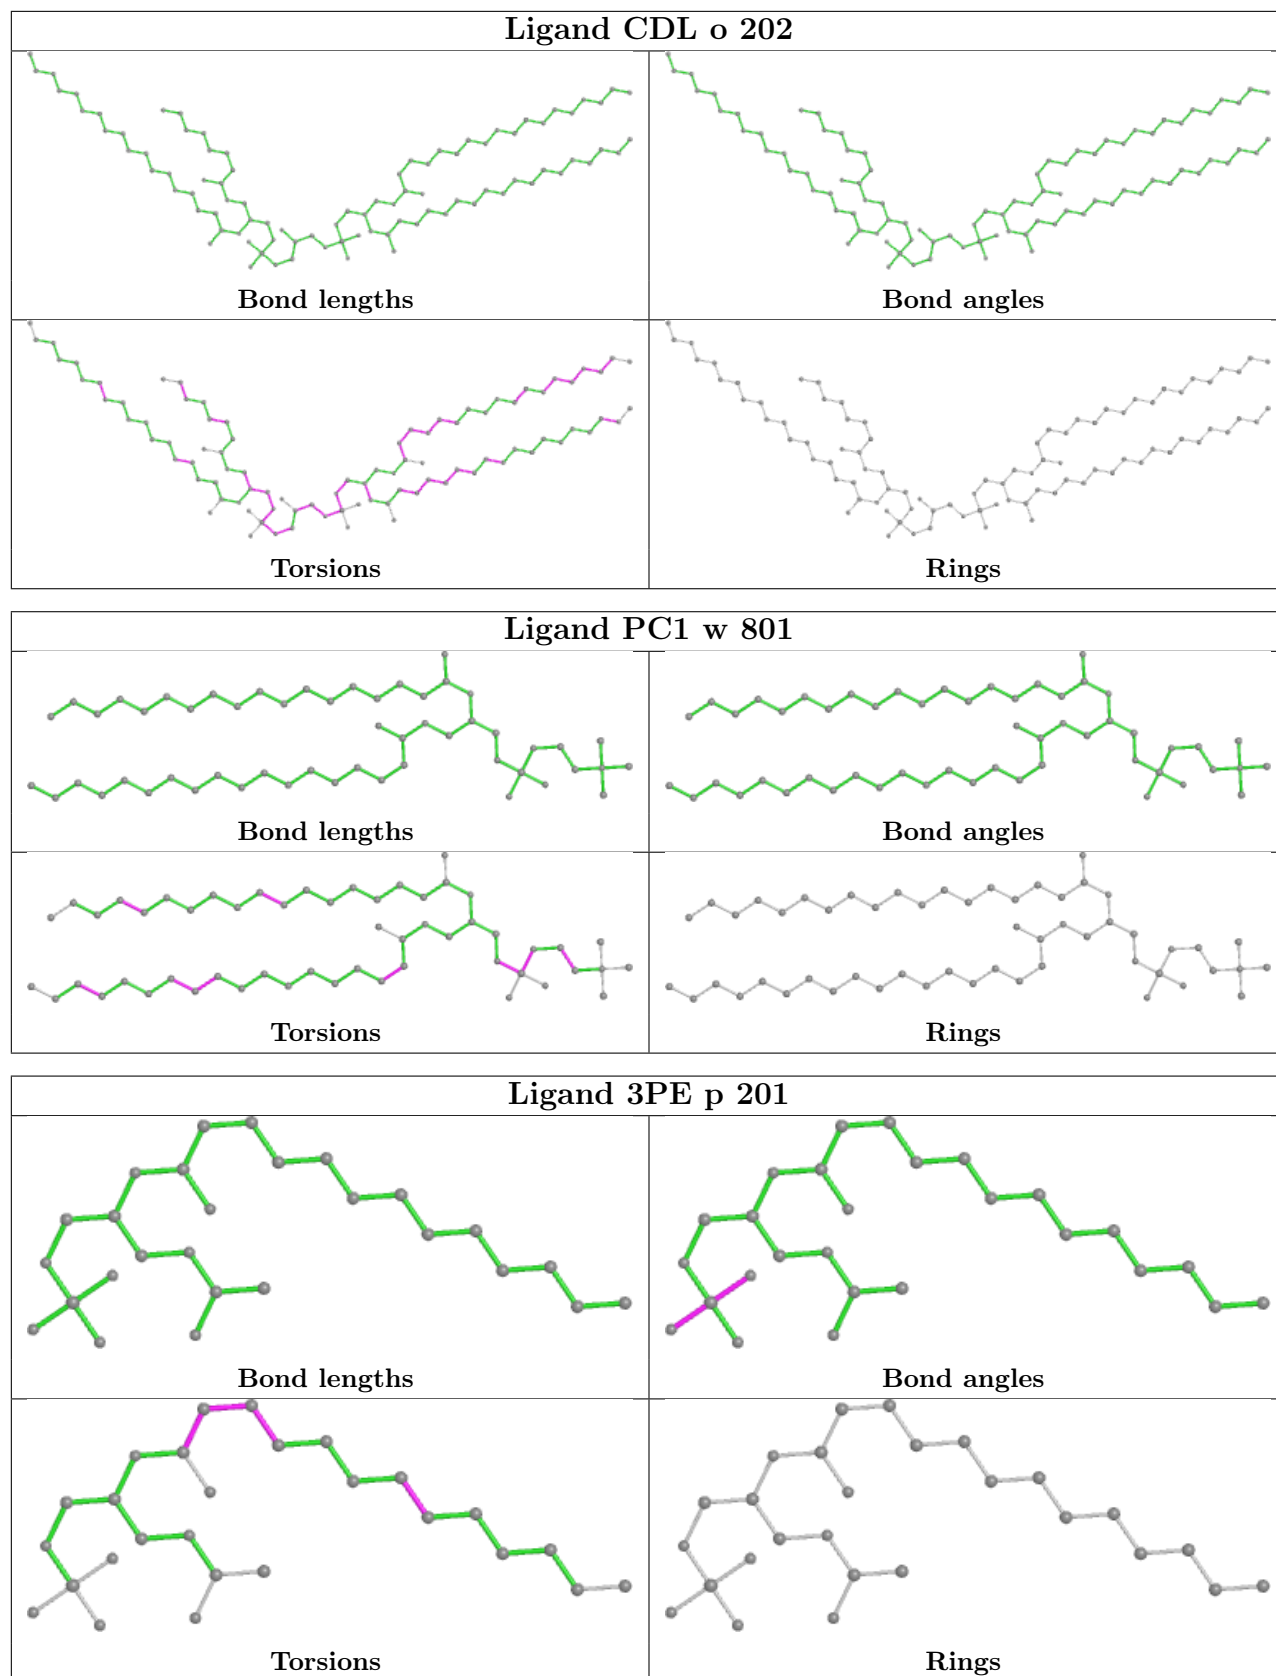 Ligand CDL o 202
Bond lengths
Bond angles
Torsions
Rings
Ligand PC1 w 801
Bond lengths
Bond angles
Torsions
Rings
Ligand 3PE p 201
Bond lengths
Bond angles
Torsions
Rings